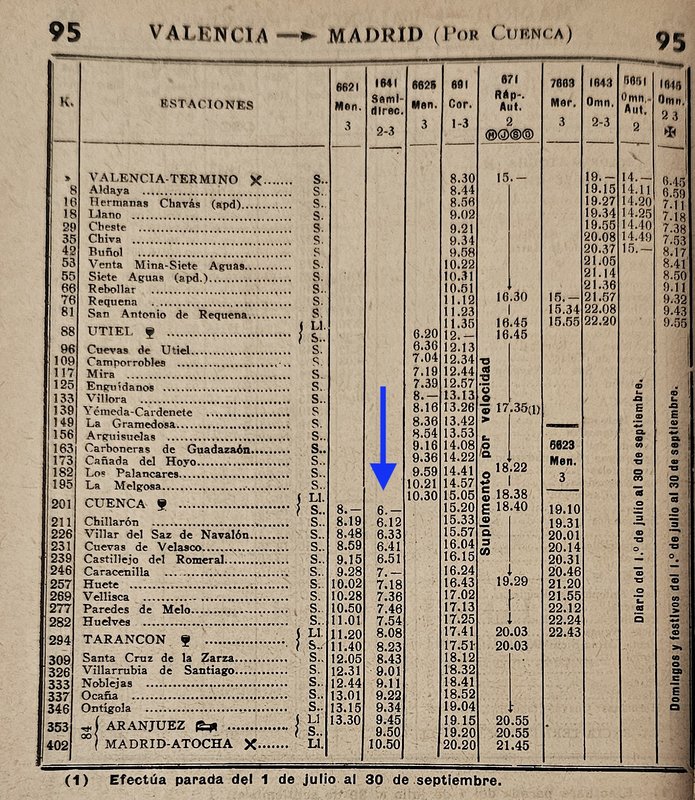 95 VALENCIA → MADRID (POR CUENCA) 95
K. ESTACIONES 6621 Men. 3 1641 Semi-direc. 2-3 6625 Men. 3 691 Cor. 1-3 671 Ráp.-Aut. 2 Ⓗ Ⓙ Ⓢ Ⓖ 7663 Mer. 3 1643 Omn. 2-3 6651 Omn.-Aut. 2 1645 Omn. 2 3 ✠
» VALENCIA-TERMINO ✕ S.. 8.30 15.— 19.— 14.— 6.45
8 Aldaya S. 8.44 19.15 14.11 6.59
16 Hermanas Chavás (apd) S. 8.56 19.27 14.20 7.11
18 Llano S. 9.02 19.34 14.25 7.18
29 Cheste S. 9.21 19.55 14.40 7.38
35 Chiva S. 9.34 20.08 14.49 7.53
42 Buñol S. 9.58 20.37 15.— 8.17
53 Venta Mina-Siete Aguas S. 10.22 21.05 8.41
55 Siete Aguas (apd.) S. 10.31 21.14 8.50
66 Rebollar S. 10.51 21.36 9.11
76 Requena S. 11.12 16.30 15.— 21.57 9.32
81 San Antonio de Requena S. 11.23 15.34 22.08 9.43
88 UTIEL { Ll. 11.35 16.45 15.55 22.20 9.55
S.. 6.20 12.— 16.45
96 Cuevas de Utiel S. 6.36 12.13
109 Camporrobles S. 7.04 12.34
117 Mira S. 7.19 12.44
125 Enguídanos S. 7.39 12.57
133 Villora S. 8.— 13.13
139 Yémeda-Cardenete S. 8.16 13.26 17.35(1)
149 La Gramedosa S. 8.36 13.42
156 Arguisuelas S. 8.54 13.53
163 Carboneras de Guadazaón S.. 9.16 14.08
173 Cañada del Hoyo S. 9.36 14.22
182 Los Palancares S. 9.59 14.41 18.22
195 La Melgosa S. 10.21 14.57
201 CUENCA { Ll. 10.30 15.05 18.38
S.. 8.— 6.— 15.20 18.40 19.10
211 Chillarón S. 8.19 6.12 15.33 19.31
226 Villar del Saz de Navalón S. 8.48 6.33 15.57 20.01
231 Cuevas de Velasco S. 8.59 6.41 16.04 20.14
239 Castillejo del Romeral S. 9.15 6.51 16.15 20.31
246 Caracenilla S. 9.28 7.— 16.24 20.46
257 Huete S. 10.02 7.18 16.43 19.29 21.20
269 Vellisca S. 10.28 7.36 17.02 21.55
277 Paredes de Melo S. 10.50 7.46 17.13 22.12
282 Huelves S. 11.01 7.54 17.25 22.24
294 TARANCON { Ll. 11.20 8.08 17.41 20.03 22.43
S.. 11.40 8.23 17.51 20.03
309 Santa Cruz de la Zarza S. 12.05 8.43 18.12
326 Villarrubia de Santiago S. 12.31 9.01 18.32
333 Noblejas S. 12.44 9.11 18.41
337 Ocaña S. 13.01 9.22 18.52
346 Ontígola S. 13.15 9.34 19.04
353 84 { ARANJUEZ { Ll 13.30 9.45 19.15 20.55
S.. 9.50 19.20 20.55
402 MADRID-ATOCHA ✕ Ll. 10.50 20.20 21.45
Suplemento por velocidad
6623 Men. 3
Diario del 1.º de julio al 30 de septiembre.
Domingos y festivos del 1.º de julio al 30 de septiembre.
(1) Efectúa parada del 1 de julio al 30 de septiembre.